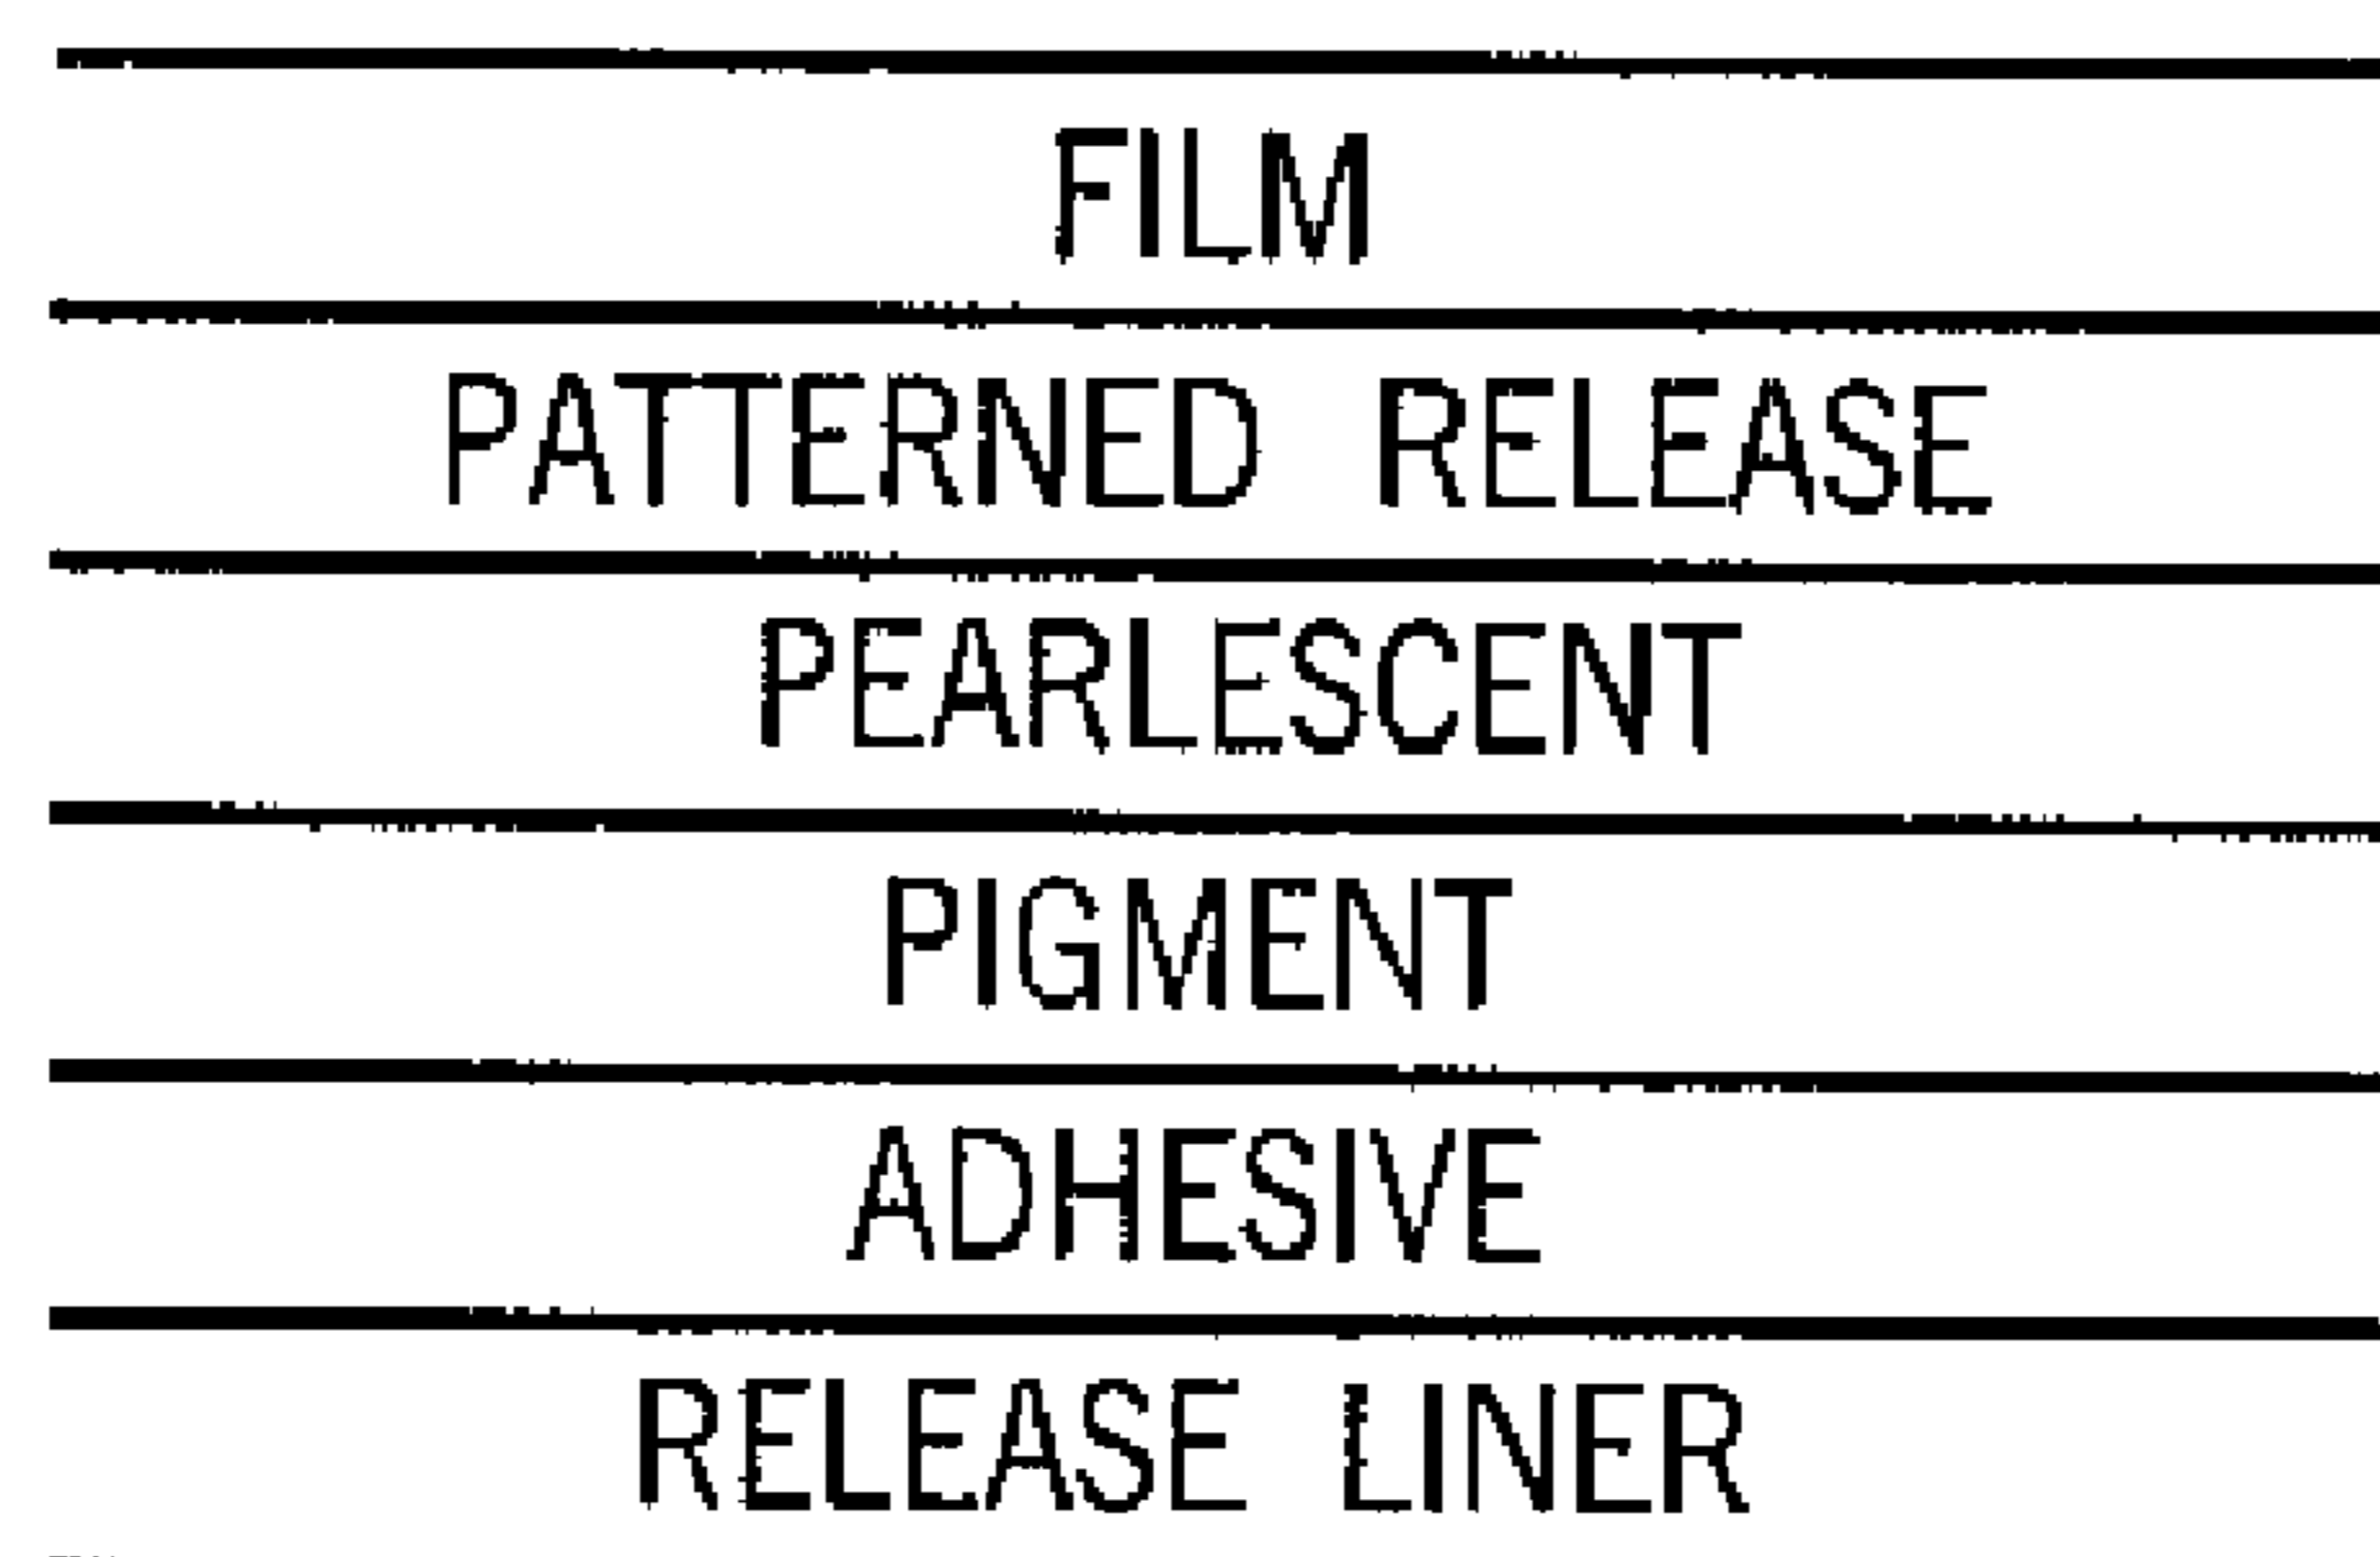 FILM
PATTERNED RELEASE
PEARLESCENT
PIGMENT
ADHESIVE
RELEASE LINER